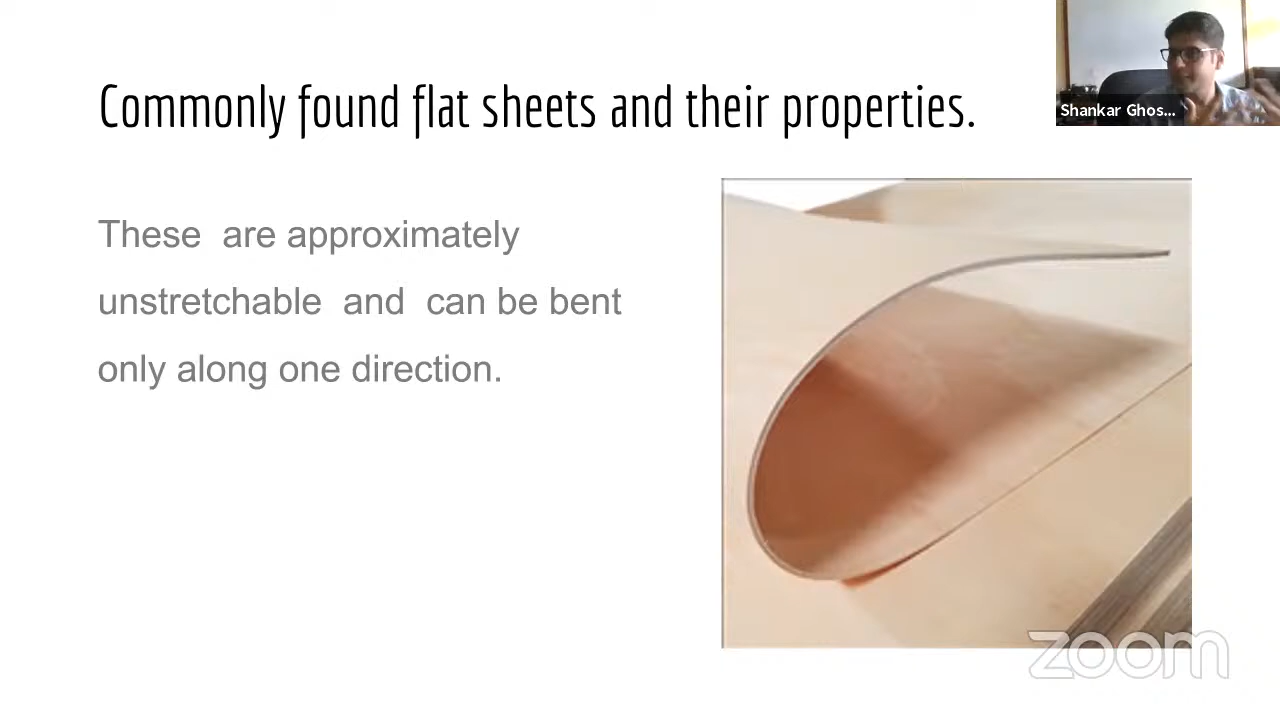 Commonly found flat sheets and their properties.
Shankar Ghos...
These are approximately
unstretchable and can be bent
only along one direction.
zoom